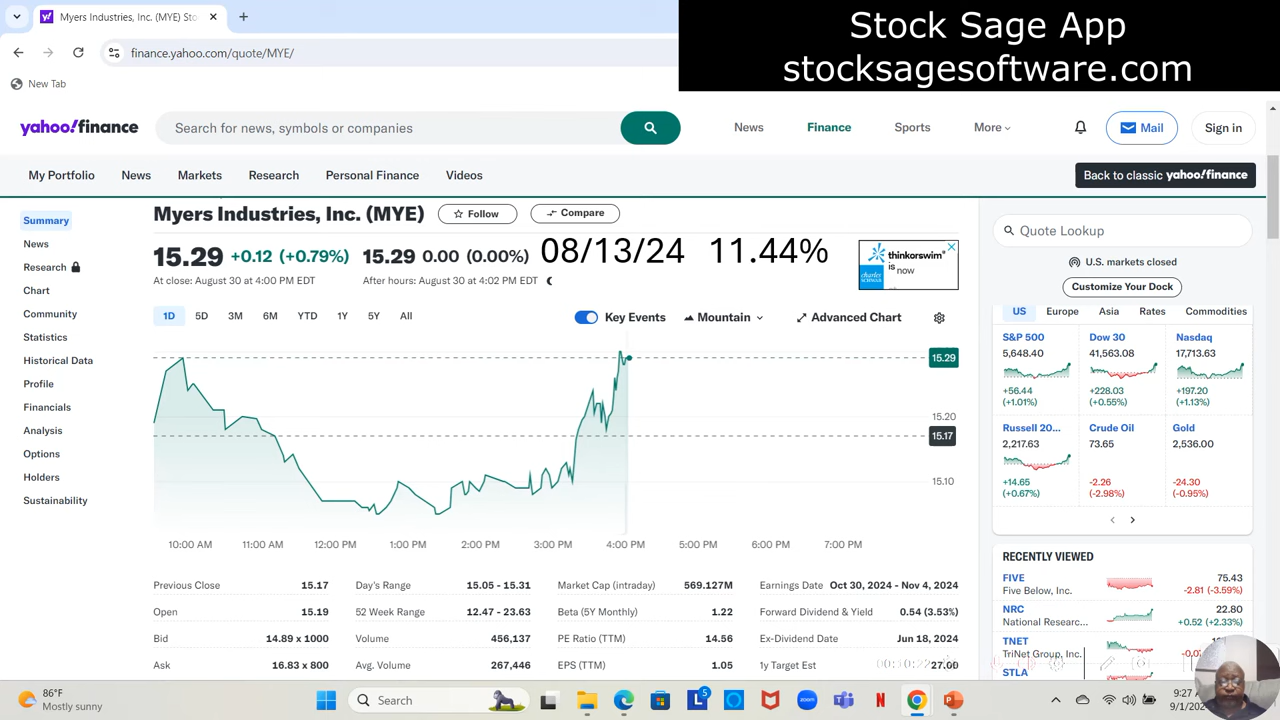 Myers Industries, Inc. (MYE) Sto
Stock Sage App
stocksagesoftware.com
finance.yahoo.com/quote/MYE/
New Tab
yahoo!finance
Search for news, symbols or companies
News
Finance
Sports
More
Mail
Sign in
My Portfolio
News
Markets
Research
Personal Finance
Videos
Back to classic yahoo!finance
Summary
News
Research
Chart
Community
Statistics
Historical Data
Profile
Financials
Analysis
Options
Holders
Sustainability
Myers Industries, Inc. (MYE)
Follow
Compare
15.29 +0.12 (+0.79%)
At close: August 30 at 4:00 PM EDT
15.29 0.00 (0.00%)
After hours: August 30 at 4:02 PM EDT
08/13/24 11.44%
thinkorswim
is now
charles SCHWAB
1D 5D 3M 6M YTD 1Y 5Y All
Key Events
Mountain
Advanced Chart
15.29
15.20
15.17
15.10
10:00 AM 11:00 AM 12:00 PM 1:00 PM 2:00 PM 3:00 PM 4:00 PM 5:00 PM 6:00 PM 7:00 PM
Previous Close 15.17
Day's Range 15.05 - 15.31
Market Cap (intraday) 569.127M
Earnings Date Oct 30, 2024 - Nov 4, 2024
Open 15.19
52 Week Range 12.47 - 23.63
Beta (5Y Monthly) 1.22
Forward Dividend & Yield 0.54 (3.53%)
Bid 14.89 x 1000
Volume 456,137
PE Ratio (TTM) 14.56
Ex-Dividend Date Jun 18, 2024
Ask 16.83 x 800
Avg. Volume 267,446
EPS (TTM) 1.05
1y Target Est 27.00
Quote Lookup
U.S. markets closed
Customize Your Dock
US Europe Asia Rates Commodities
S&P 500 Dow 30 Nasdaq
5,648.40 41,563.08 17,713.63
+56.44 +228.03 +197.20
(+1.01%) (+0.55%) (+1.13%)
Russell 20... Crude Oil Gold
2,217.63 73.65 2,536.00
+14.65 -2.26 -24.30
(+0.67%) (-2.98%) (-0.95%)
RECENTLY VIEWED
FIVE 75.43
Five Below, Inc. -2.81 (-3.59%)
NRC 22.80
National Researc... +0.52 (+2.33%)
TNET
TriNet Group, Inc.
STLA
86°F
Mostly sunny
Search
5
9:27
9/1/2